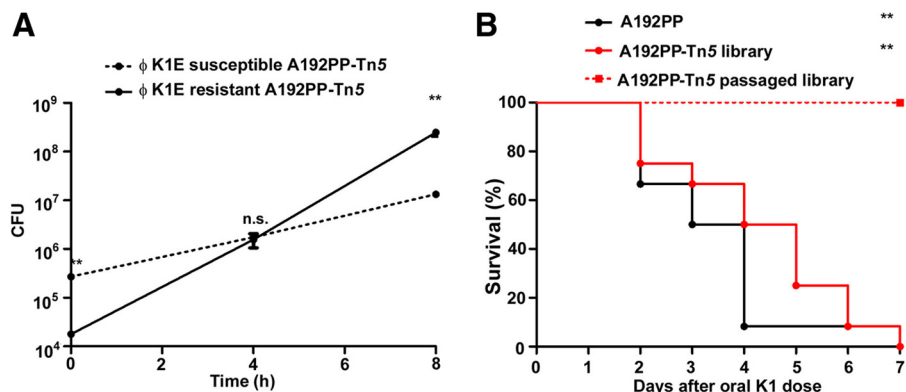 A
ϕ K1E susceptible A192PP-Tn5
ϕ K1E resistant A192PP-Tn5
10⁹
10⁸
10⁷
10⁶
10⁵
10⁴
CFU
**
n.s.
**
0 2 4 6 8
Time (h)
B
A192PP **
A192PP-Tn5 library **
A192PP-Tn5 passaged library
100
80
60
40
20
0
Survival (%)
0 1 2 3 4 5 6 7
Days after oral K1 dose